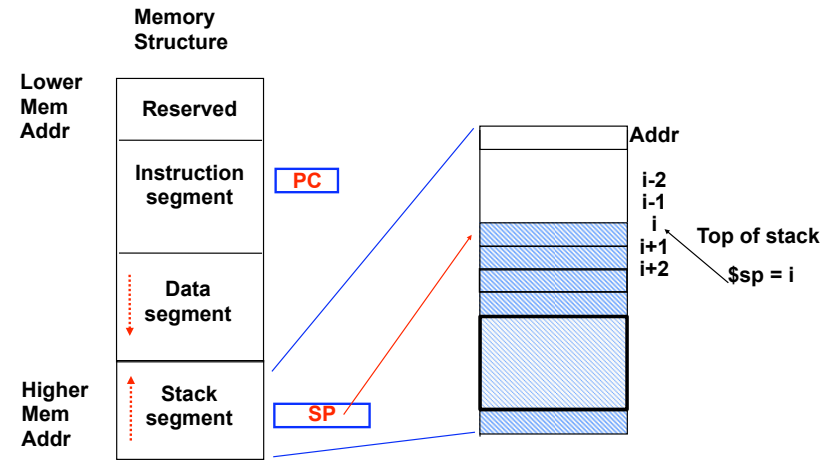 Memory
Structure
Lower
Mem
Addr
Reserved
Instruction
segment
PC
Data
segment
Higher
Mem
Addr
Stack
segment
SP
Addr
i-2
i-1
i
i+1
i+2
Top of stack
$sp = i